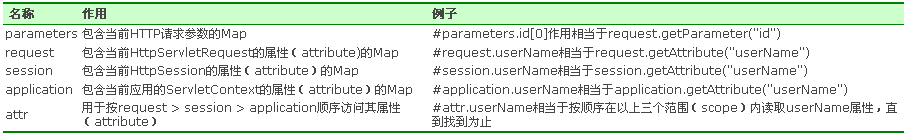 名称 作用 例子
parameters 包含当前HTTP请求参数的Map #parameters.id[0]作用相当于request.getParameter("id")
request 包含当前HttpServletRequest的属性(attribute)的Map #request.userName相当于request.getAttribute("userName")
session 包含当前HttpSession的属性(attribute)的Map #session.userName相当于session.getAttribute("userName")
application 包含当前应用的ServletContext的属性(attribute)的Map #application.userName相当于application.getAttribute("userName")
attr 用于按request > session > application顺序访问其属性 #attr.userName相当于按顺序在以上三个范围(scope)内读取userName属性，直
(attribute) 到找到为止